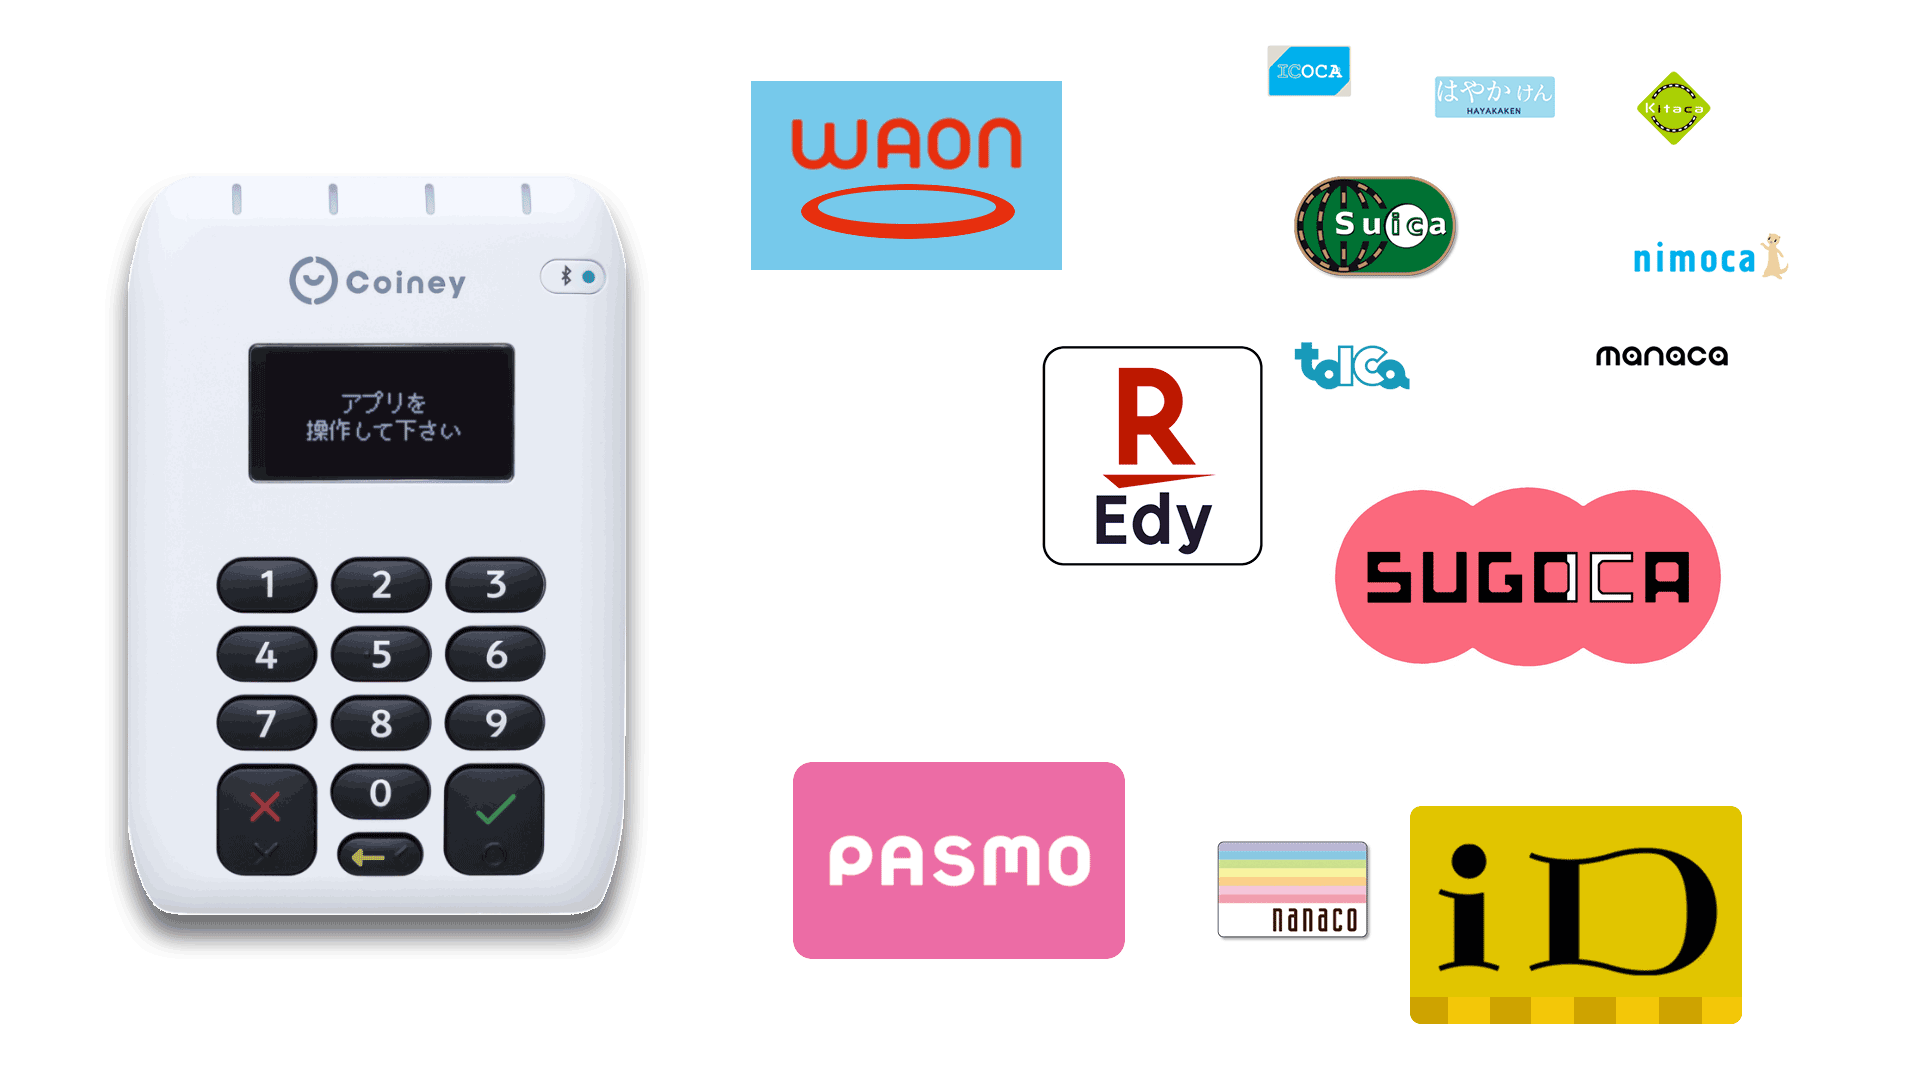 Coiney
アプリを
操作して下さい
1 2 3
4 5 6
7 8 9
0
WAON
ICOCA
はやかけん
HAYAKAKEN
Kitaca
Suica
nimoca
TOICA
manaca
R
Edy
SUGOCA
PASMO
nanaco
iD